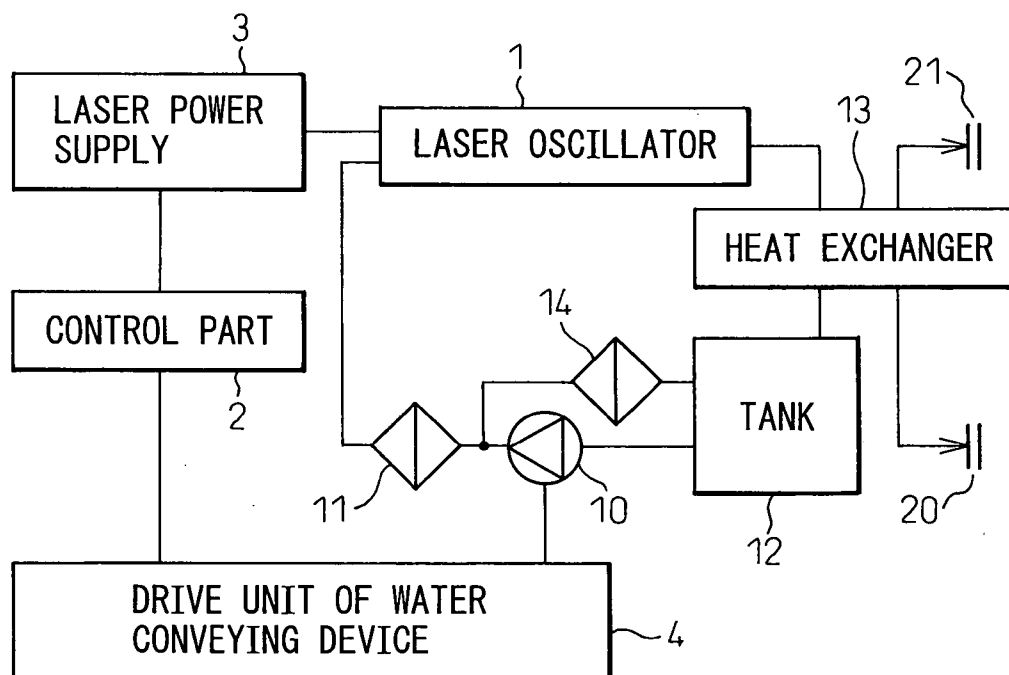 3
1
21
13
LASER POWER
SUPPLY
LASER OSCILLATOR
HEAT EXCHANGER
14
CONTROL PART
TANK
2
11
10
12
20
DRIVE UNIT OF WATER
CONVEYING DEVICE
4